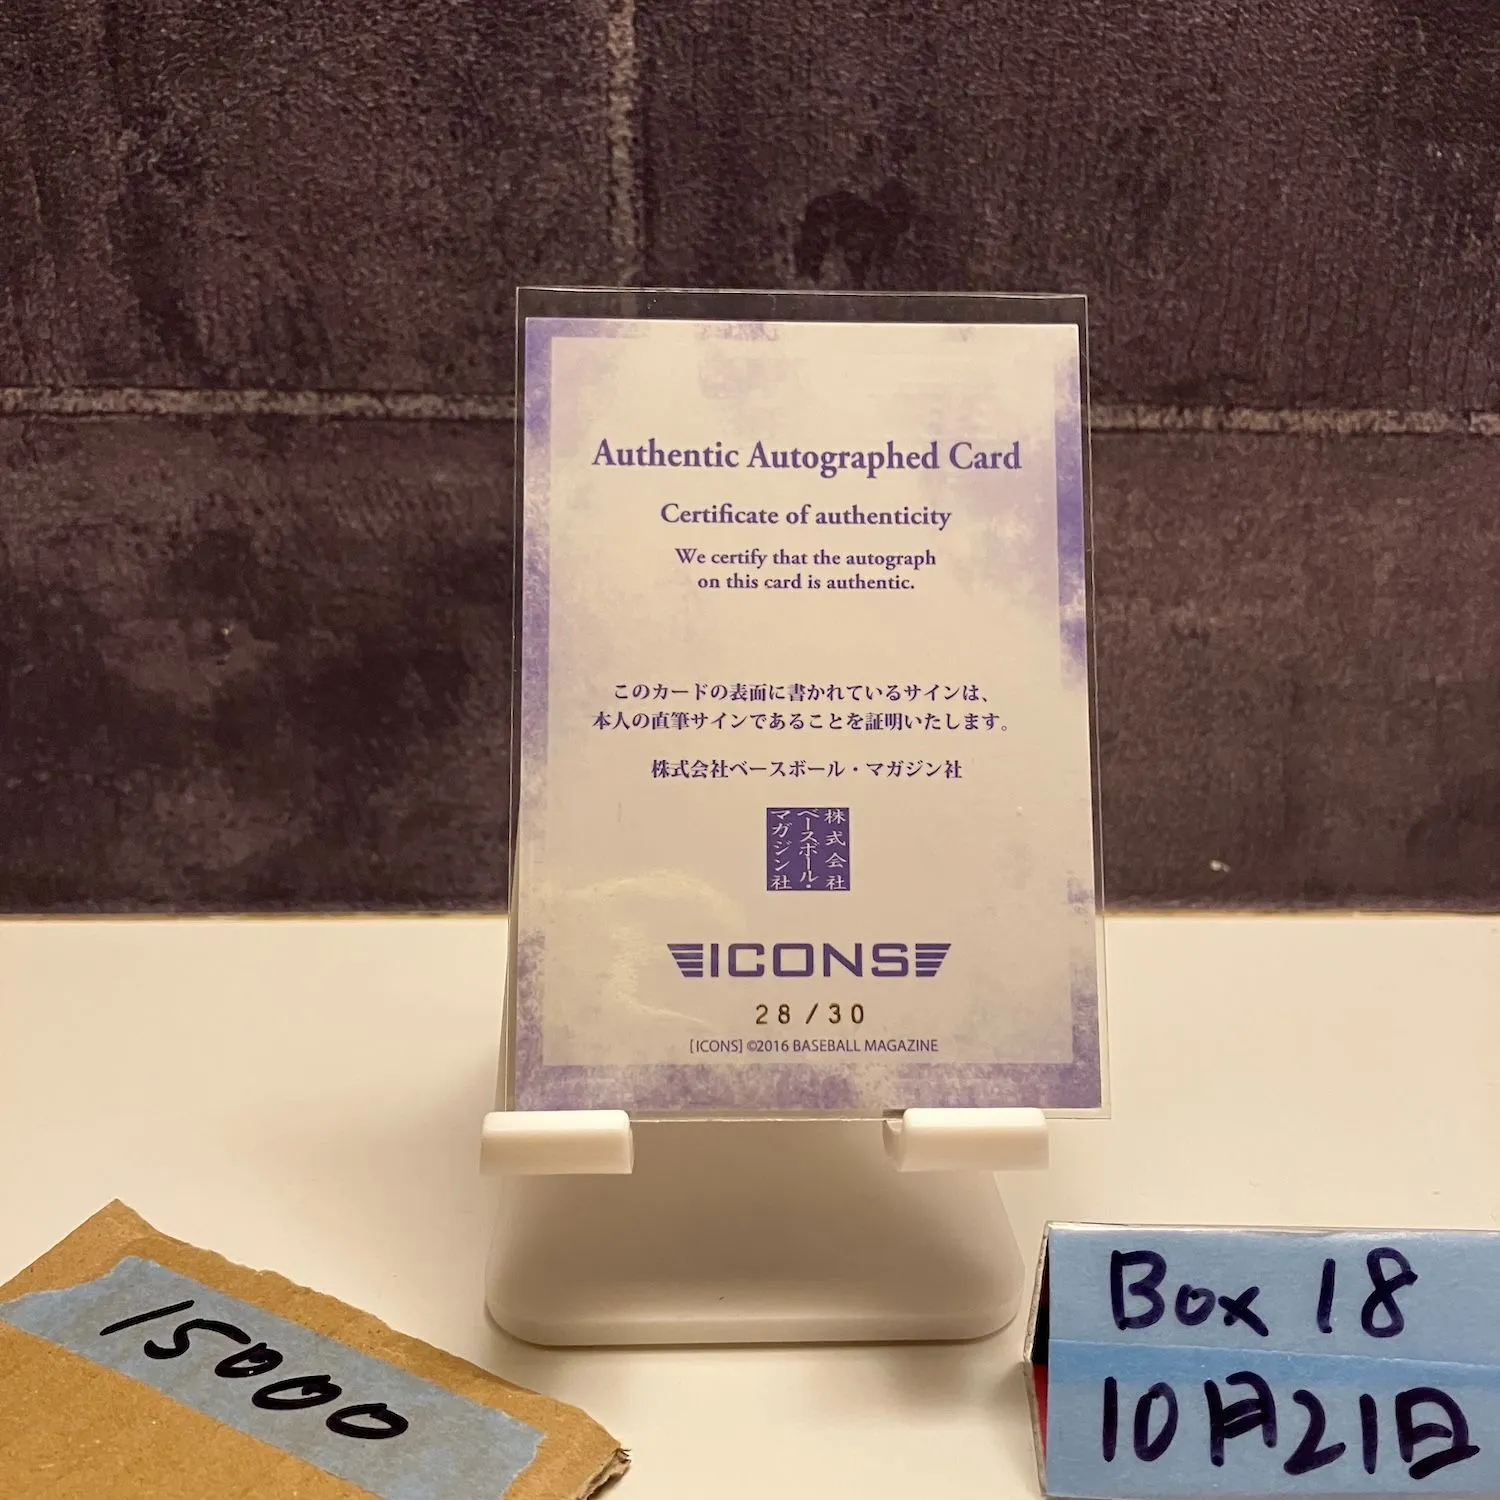 Authentic Autographed Card
Certificate of authenticity
We certify that the autograph
on this card is authentic.
このカードの表面に書かれているサインは、
本人の直筆サインであることを証明いたします。
株式会社ベースボール・マガジン社
株式会社
ベースボール・
マガジン社
ICONS
28/30
[ICONS] ©2016 BASEBALL MAGAZINE
15000
Box 18
10月21日